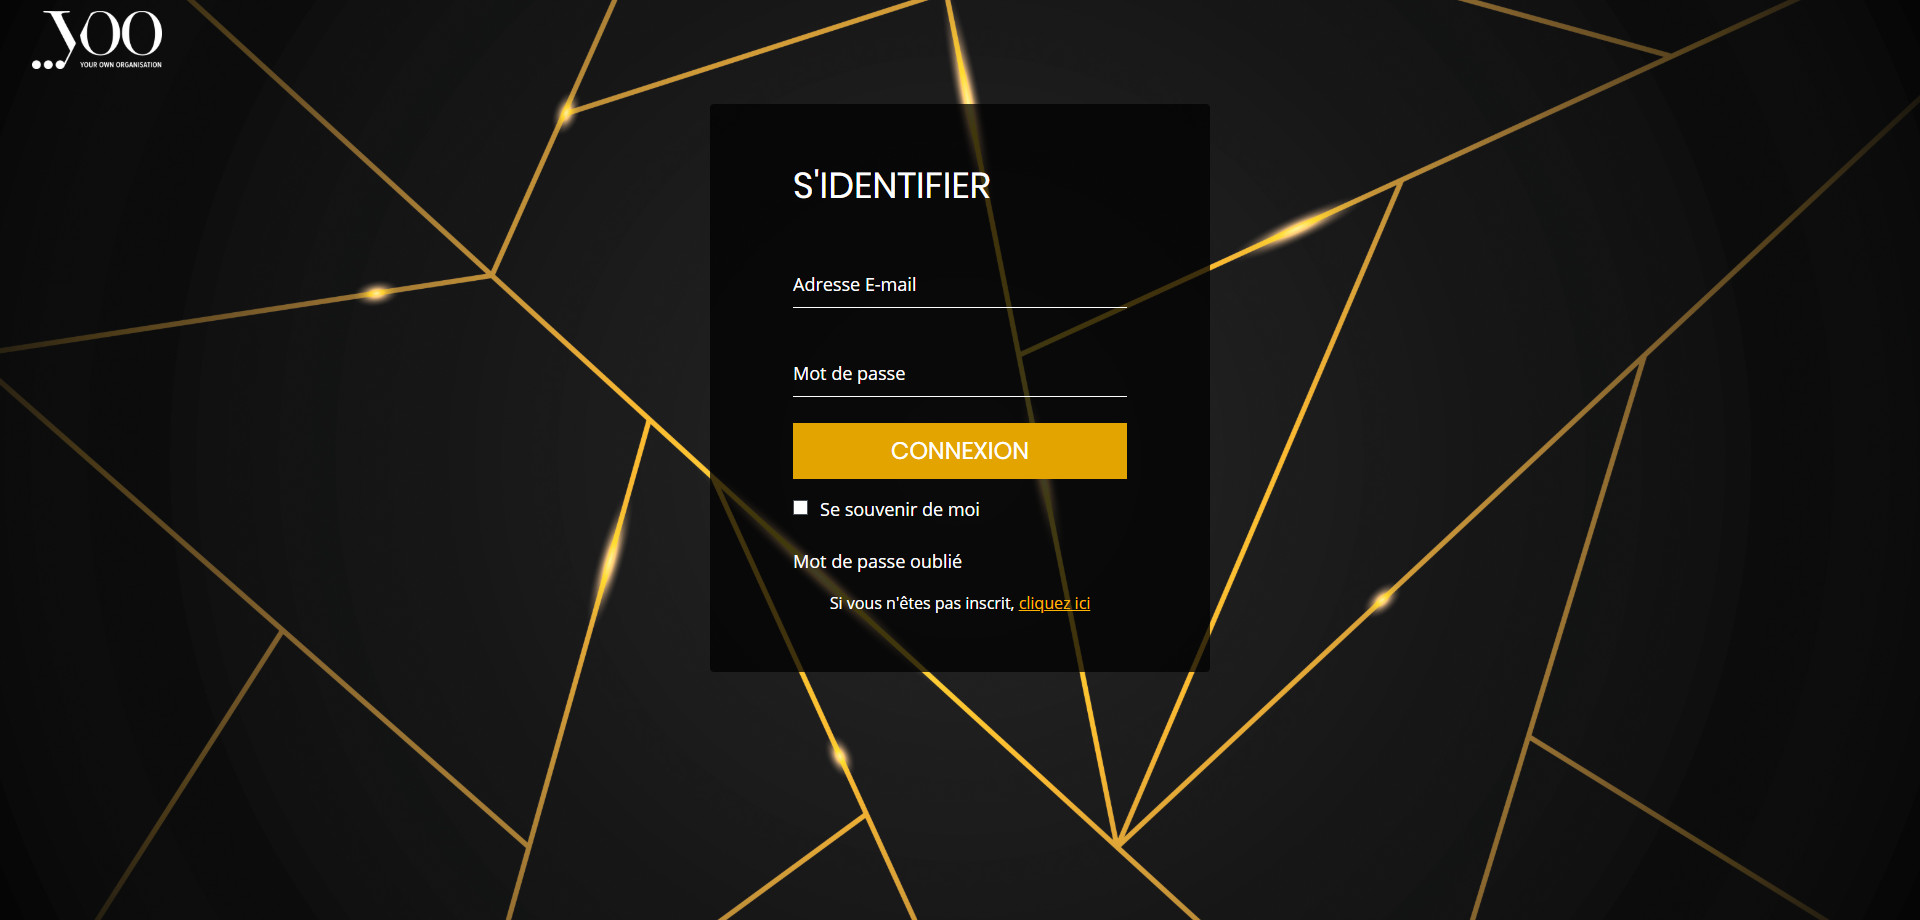 yoo
YOUR OWN ORGANISATION
S'IDENTIFIER
Adresse E-mail
Mot de passe
CONNEXION
Se souvenir de moi
Mot de passe oublié
Si vous n'êtes pas inscrit, cliquez ici